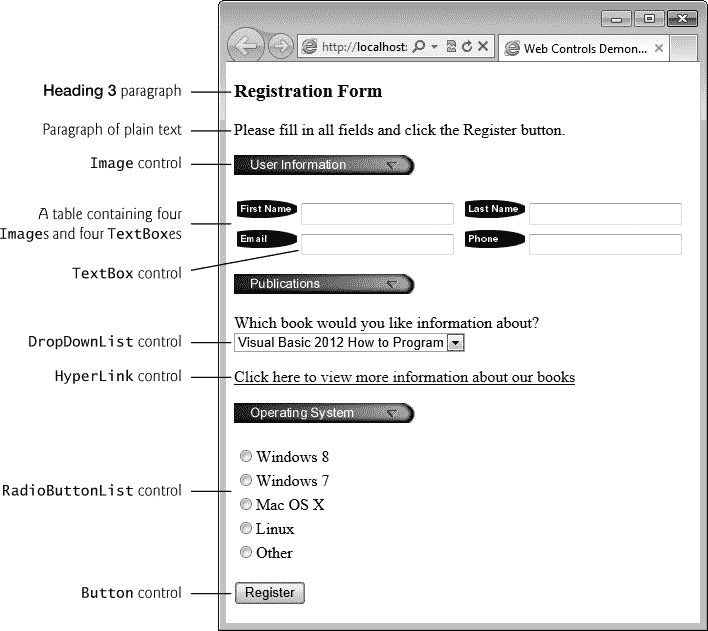 http://localhost:
Web Controls Demon...
Heading 3 paragraph
Registration Form
Paragraph of plain text
Please fill in all fields and click the Register button.
Image control
User Information
A table containing four
Images and four TextBoxes
First Name
Last Name
Email
Phone
TextBox control
Publications
Which book would you like information about?
DropDownList control
Visual Basic 2012 How to Program
HyperLink control
Click here to view more information about our books
Operating System
Windows 8
Windows 7
RadioButtonList control
Mac OS X
Linux
Other
Button control
Register